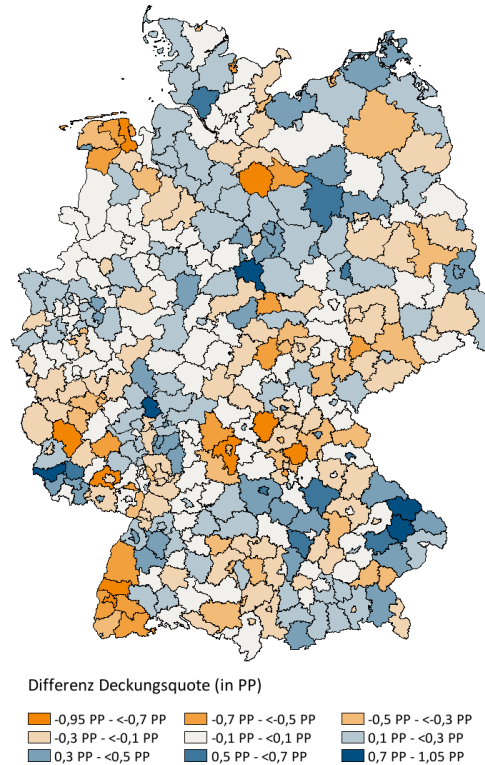 Differenz Deckungsquote (in PP)
-0,95 PP - <-0,7 PP -0,7 PP - <-0,5 PP -0,5 PP - <-0,3 PP
-0,3 PP - <-0,1 PP -0,1 PP - <0,1 PP 0,1 PP - <0,3 PP
0,3 PP - <0,5 PP 0,5 PP - <0,7 PP 0,7 PP - 1,05 PP